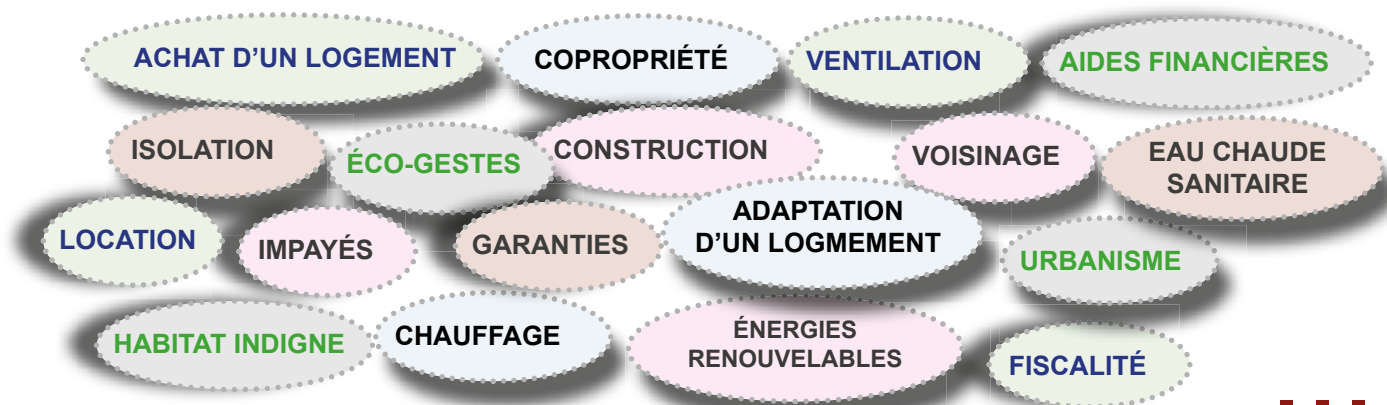 ACHAT D’UN LOGEMENT
COPROPRIÉTÉ
VENTILATION
AIDES FINANCIÈRES
ISOLATION
ÉCO-GESTES
CONSTRUCTION
VOISINAGE
EAU CHAUDE
SANITAIRE
LOCATION
IMPAYÉS
GARANTIES
ADAPTATION
D’UN LOGMEMENT
URBANISME
HABITAT INDIGNE
CHAUFFAGE
ÉNERGIES
RENOUVELABLES
FISCALITÉ